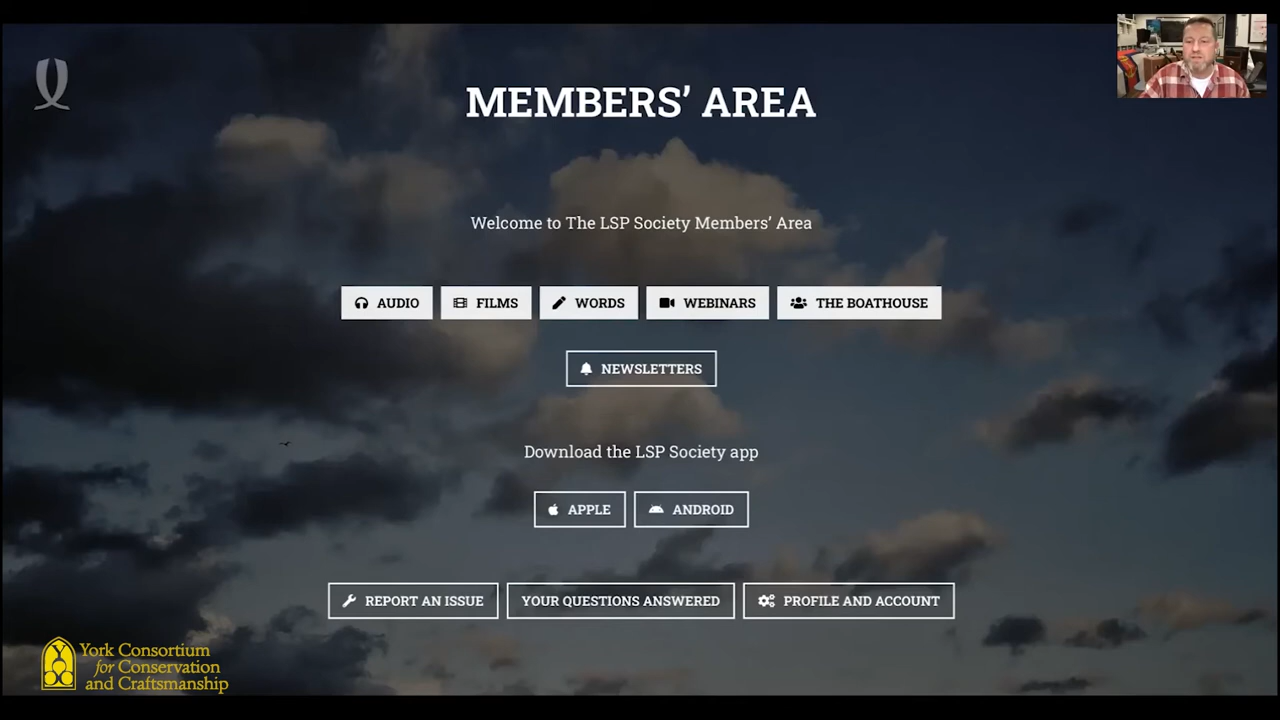 MEMBERS’ AREA
Welcome to The LSP Society Members’ Area
AUDIO FILMS WORDS WEBINARS THE BOATHOUSE
NEWSLETTERS
Download the LSP Society app
APPLE ANDROID
REPORT AN ISSUE YOUR QUESTIONS ANSWERED PROFILE AND ACCOUNT
York Consortium
for Conservation
and Craftsmanship